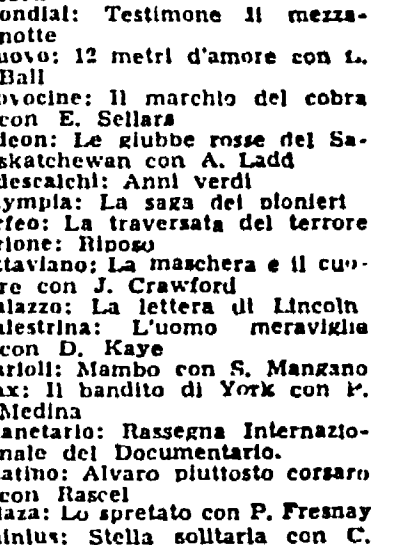 ondial: Testimone di mezza-
notte
uovo: 12 metri d'amore con L.
Ball
ovocine: Il marchio del cobra
con E. Sellars
deon: Le giubbe rosse del Sa-
skatchewan con A. Ladd
descalchi: Anni verdi
lympia: La saga dei pionieri
rfeo: La traversata del terrore
rione: Riposo
ttaviano: La maschera e il cuo-
re con J. Crawford
alazzo: La lettera di Lincoln
alestrina: L'uomo meraviglia
con D. Kaye
arioli: Mambo con S. Mangano
ax: Il bandito di York con P.
Medina
anetario: Rassegna Internazio-
nale del Documentario.
latino: Alvaro piuttosto corsaro
con Rascel
laza: Lo spretato con P. Fresnay
linius: Stella solitaria con C.